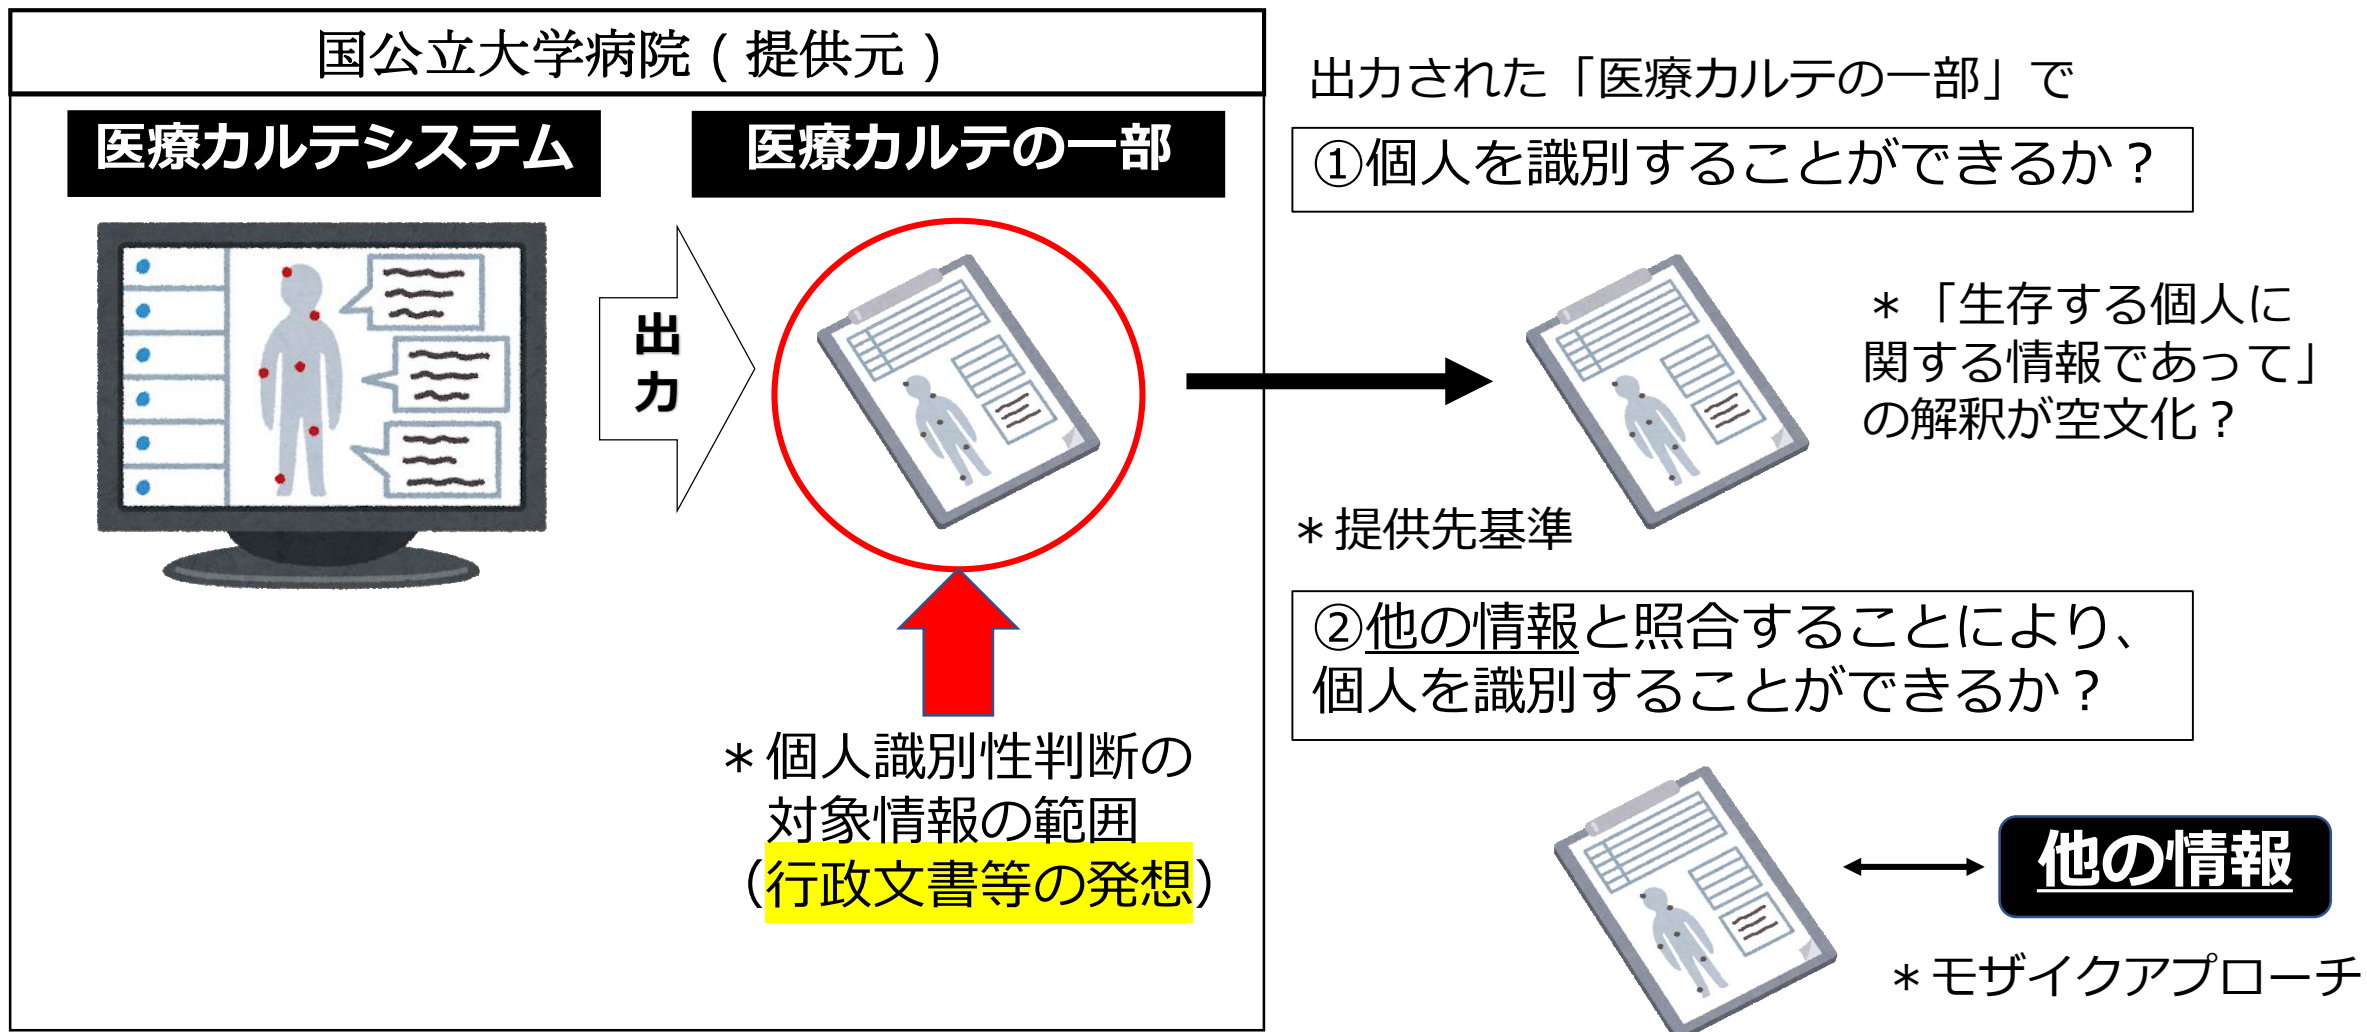 国公立大学病院(提供元)
医療カルテシステム
医療カルテの一部
出
力
＊個人識別性判断の
対象情報の範囲
(行政文書等の発想)
出力された「医療カルテの一部」で
①個人を識別することができるか？
＊「生存する個人に
関する情報であって」
の解釈が空文化？
＊提供先基準
②他の情報と照合することにより、
個人を識別することができるか？
他の情報
＊モザイクアプローチ